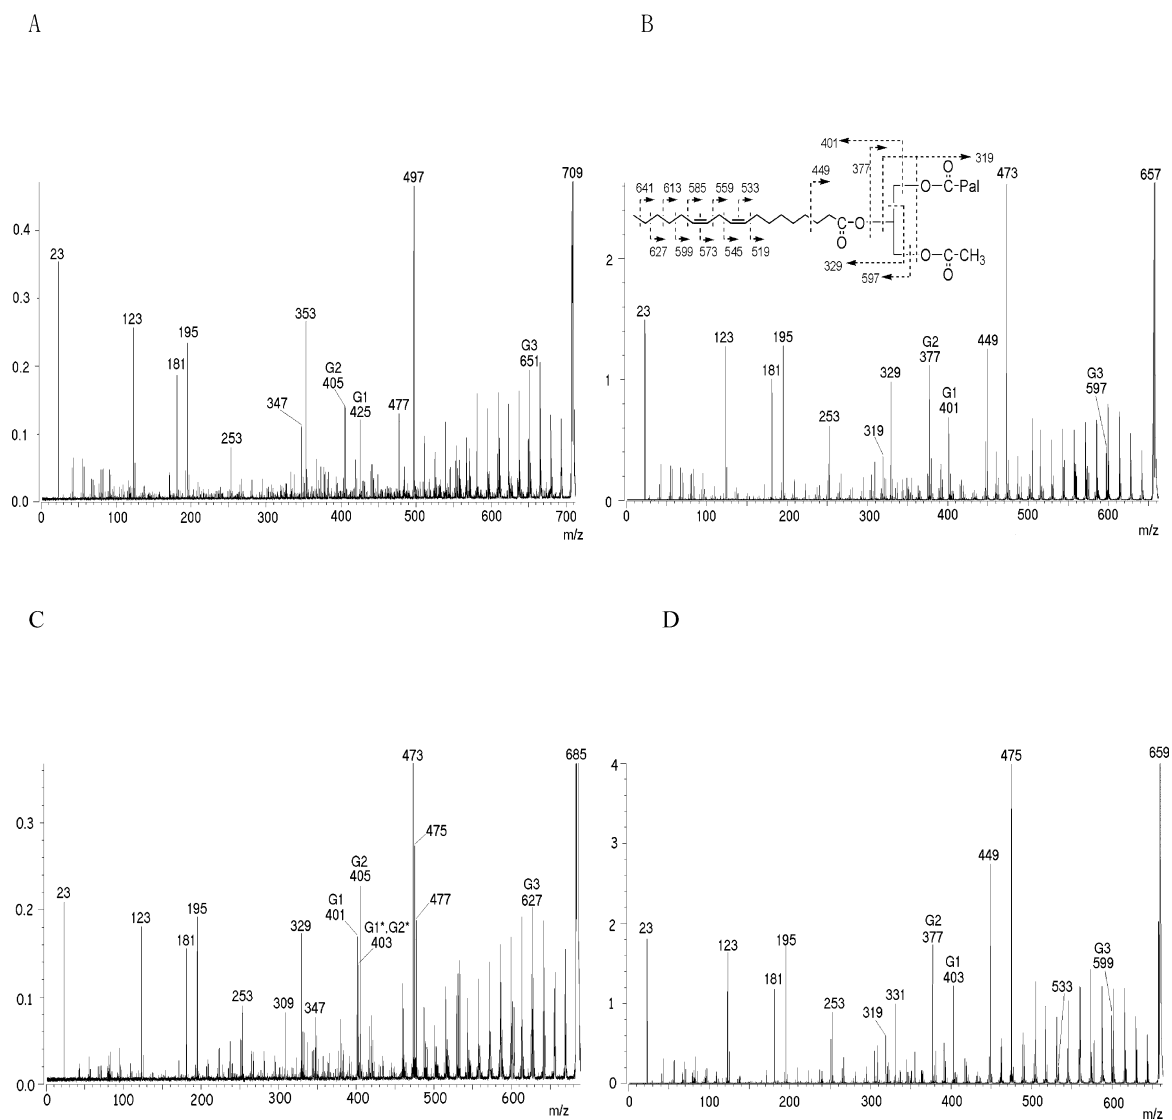 A
497
709
0.4
23
0.3
123
353
195
G3
651
0.2
181
G2
405
G1
425
347
477
0.1
253
0.0
0 100 200 300 400 500 600 700
m/z
B
401
O
O-C-Pal
377
319
473
657
449
641 613 585 559 533
C-O
O
627 599 573 545 519
O-C-CH3
O
329
597
2
23
123
195
449
G2
377
181
329
G3
597
1
G1
401
253
319
0
0 100 200 300 400 500 600
m/z
C
473
685
0.3
475
G2
405
G3
627
23
G1
401
477
0.2
195
123
G1*,G2*
403
329
181
253
309
347
0.1
0.0
0 100 200 300 400 500 600
m/z
D
4
475
659
3
449
2
23
195
G2
377
123
G1
403
G3
599
181
533
1
253
319
331
0
0 100 200 300 400 500 600
m/z